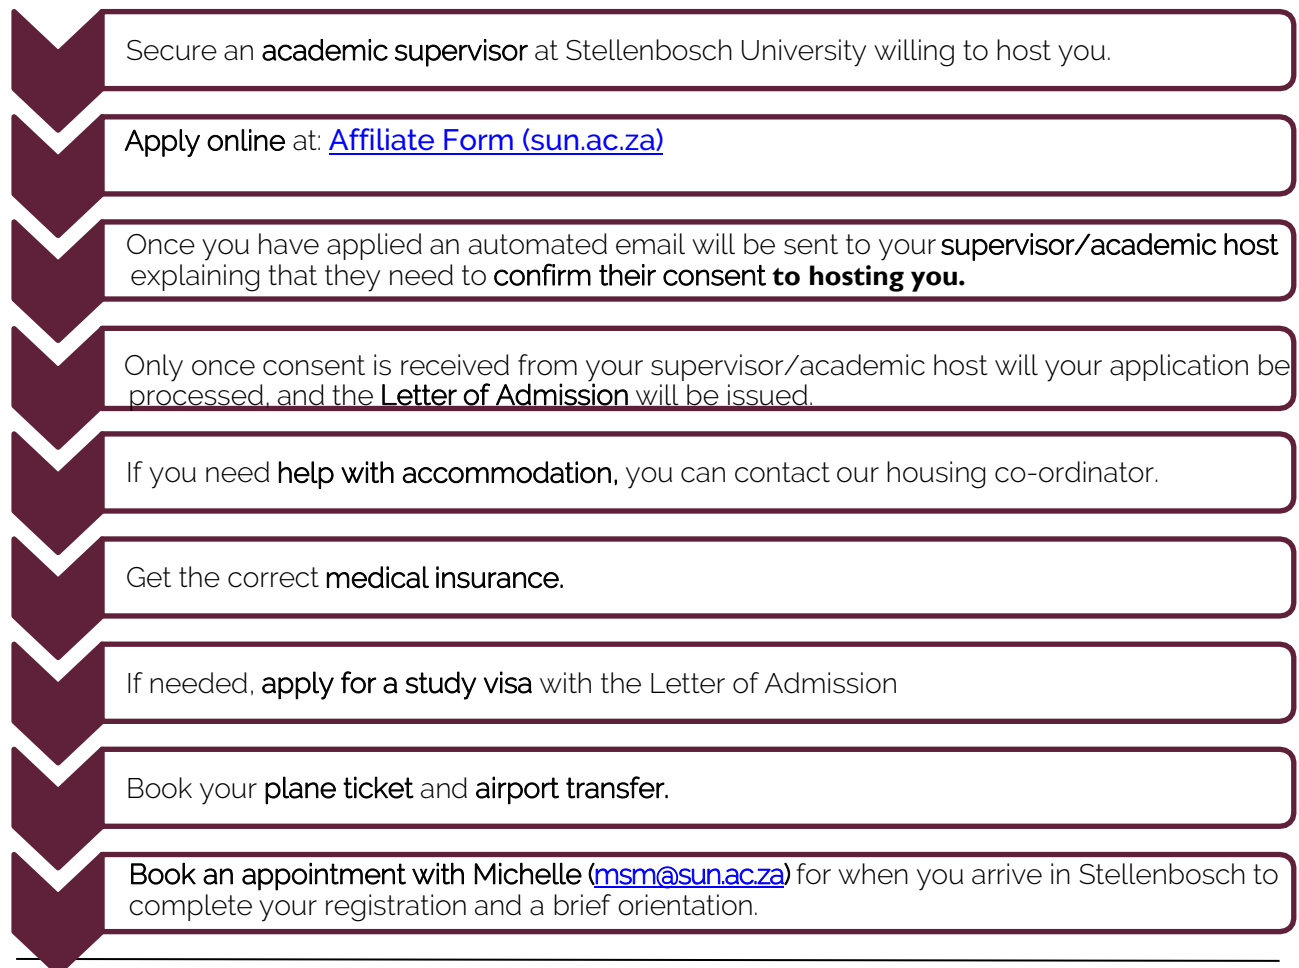 Secure an academic supervisor at Stellenbosch University willing to host you.
Apply online at: Affiliate Form (sun.ac.za)
Once you have applied an automated email will be sent to your supervisor/academic host
explaining that they need to confirm their consent to hosting you.
Only once consent is received from your supervisor/academic host will your application be
processed, and the Letter of Admission will be issued.
If you need help with accommodation, you can contact our housing co-ordinator.
Get the correct medical insurance.
If needed, apply for a study visa with the Letter of Admission
Book your plane ticket and airport transfer.
Book an appointment with Michelle (msm@sun.ac.za) for when you arrive in Stellenbosch to
complete your registration and a brief orientation.